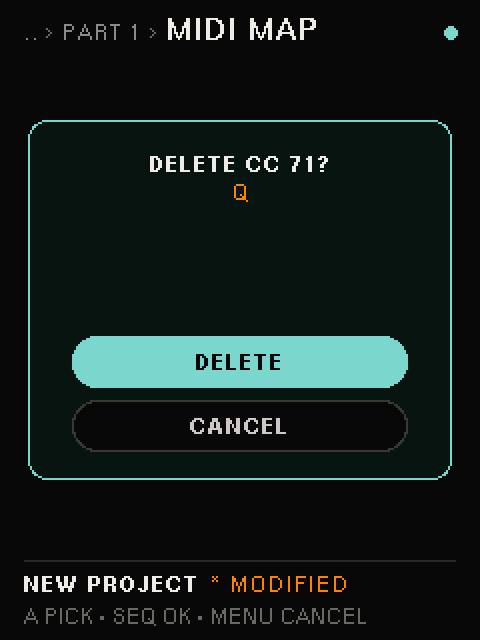 .. > PART 1 > MIDI MAP
DELETE CC 71?
Q
DELETE
CANCEL
NEW PROJECT * MODIFIED
A PICK • SEQ OK • MENU CANCEL